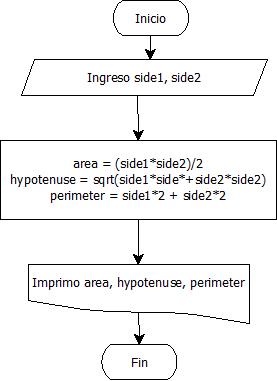 Inicio
Ingreso side1, side2
area = (side1*side2)/2
hypotenuse = sqrt(side1*side*+side2*side2)
perimeter = side1*2 + side2*2
Imprimo area, hypotenuse, perimeter
Fin